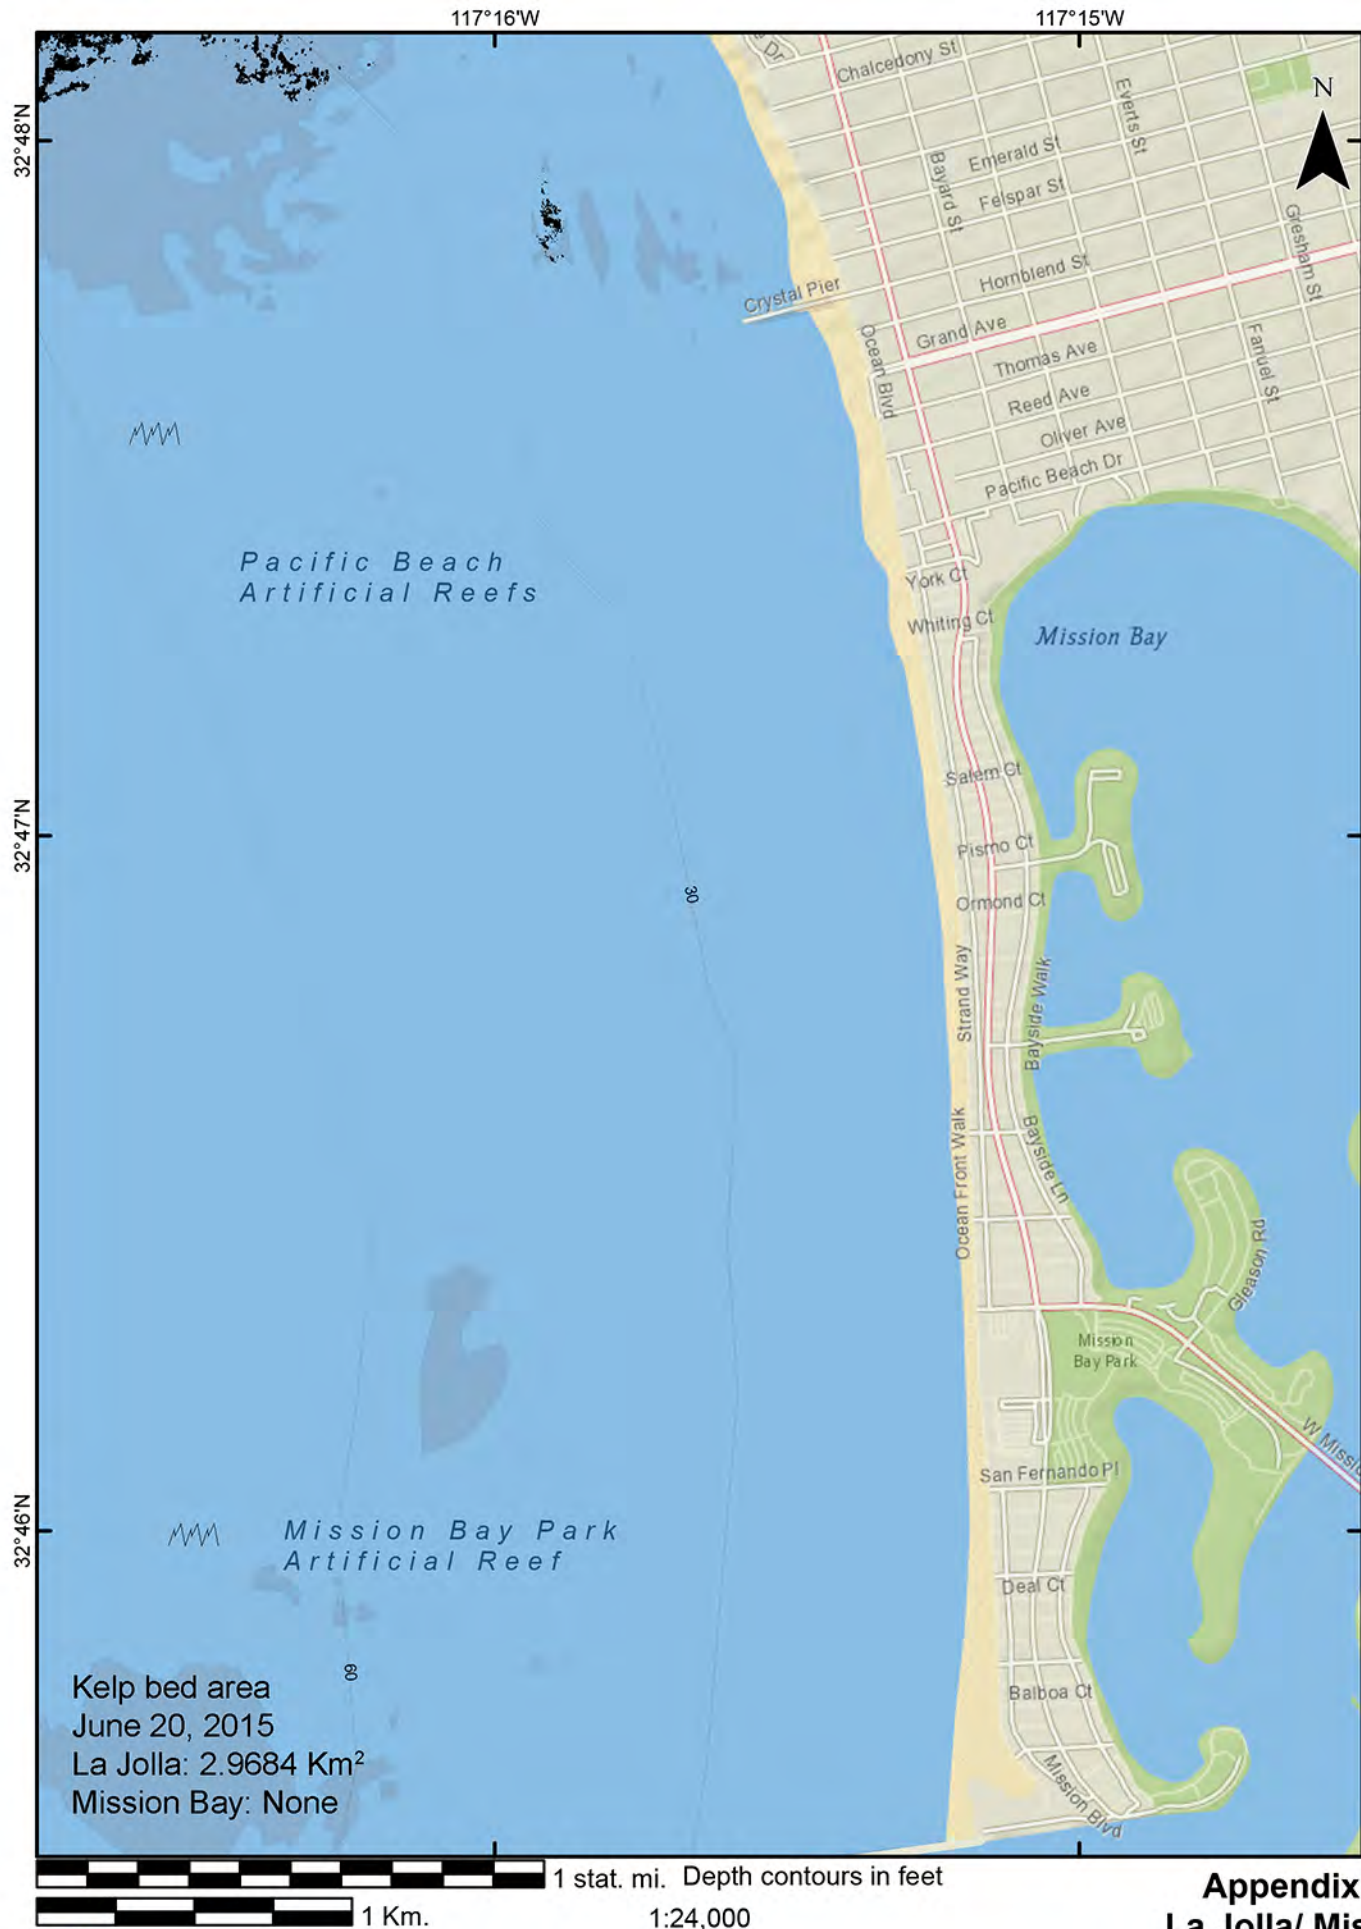 117°16'W
117°15'W
32°48'N
32°47'N
32°46'N
N
Dr
Chalcedony St
Everts St
Emerald St
Bayard St
Felspar St
Gresham St
Hornblend St
Crystal Pier
Grand Ave
Ocean Blvd
Thomas Ave
Fanuel St
Reed Ave
Oliver Ave
Pacific Beach Dr
Pacific Beach
Artificial Reefs
York Ct
Whiting Ct
Mission Bay
Salem Ct
Pismo Ct
30
Ormond Ct
Strand Way
Bayside Walk
Ocean Front Walk
Bayside Ln
Gleason Rd
Mission
Bay Park
W Missio
San Fernando Pl
Mission Bay Park
Artificial Reef
Deal Ct
60
Balboa Ct
Mission Blvd
Kelp bed area
June 20, 2015
La Jolla: 2.9684 Km²
Mission Bay: None
1 stat. mi. Depth contours in feet
1 Km.
1:24,000
Appendix
La Jolla/ Mis